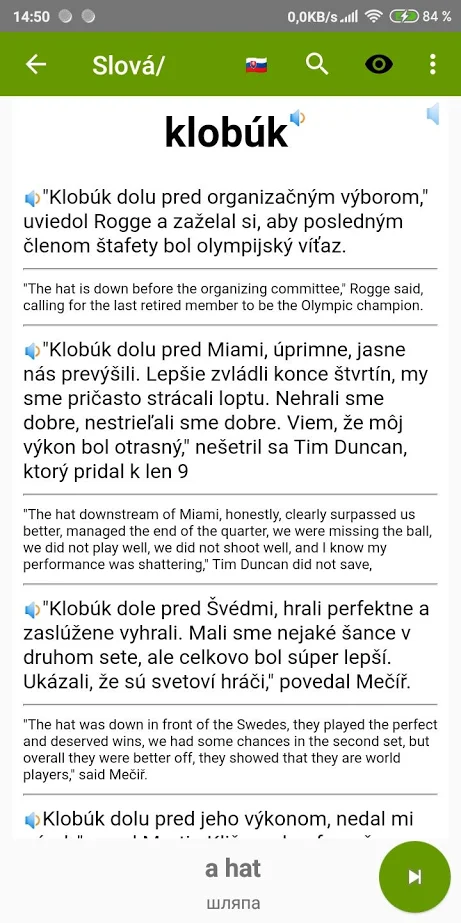 14:50
0,0KB/s
84 %
Slová/
klobúk
"Klobúk dolu pred organizačným výborom,"
uviedol Rogge a zaželal si, aby posledným
členom štafety bol olympijský víťaz.
"The hat is down before the organizing committee," Rogge said,
calling for the last retired member to be the Olympic champion.
"Klobúk dolu pred Miami, úprimne, jasne
nás prevýšili. Lepšie zvládli konce štvrtín, my
sme pričasto strácali loptu. Nehrali sme
dobre, nestrieľali sme dobre. Viem, že môj
výkon bol otrasný," nešetril sa Tim Duncan,
ktorý pridal k len 9
"The hat downstream of Miami, honestly, clearly surpassed us
better, managed the end of the quarter, we were missing the ball,
we did not play well, we did not shoot well, and I know my
performance was shattering," Tim Duncan did not save,
"Klobúk dole pred Švédmi, hrali perfektne a
zaslúžene vyhrali. Mali sme nejaké šance v
druhom sete, ale celkovo bol súper lepší.
Ukázali, že sú svetoví hráči," povedal Mečíř.
"The hat was down in front of the Swedes, they played the perfect
and deserved wins, we had some chances in the second set, but
overall they were better off, they showed that they are world
players," said Mečiř.
Klobúk dolu pred jeho výkonom, nedal mi
a hat
шляпа